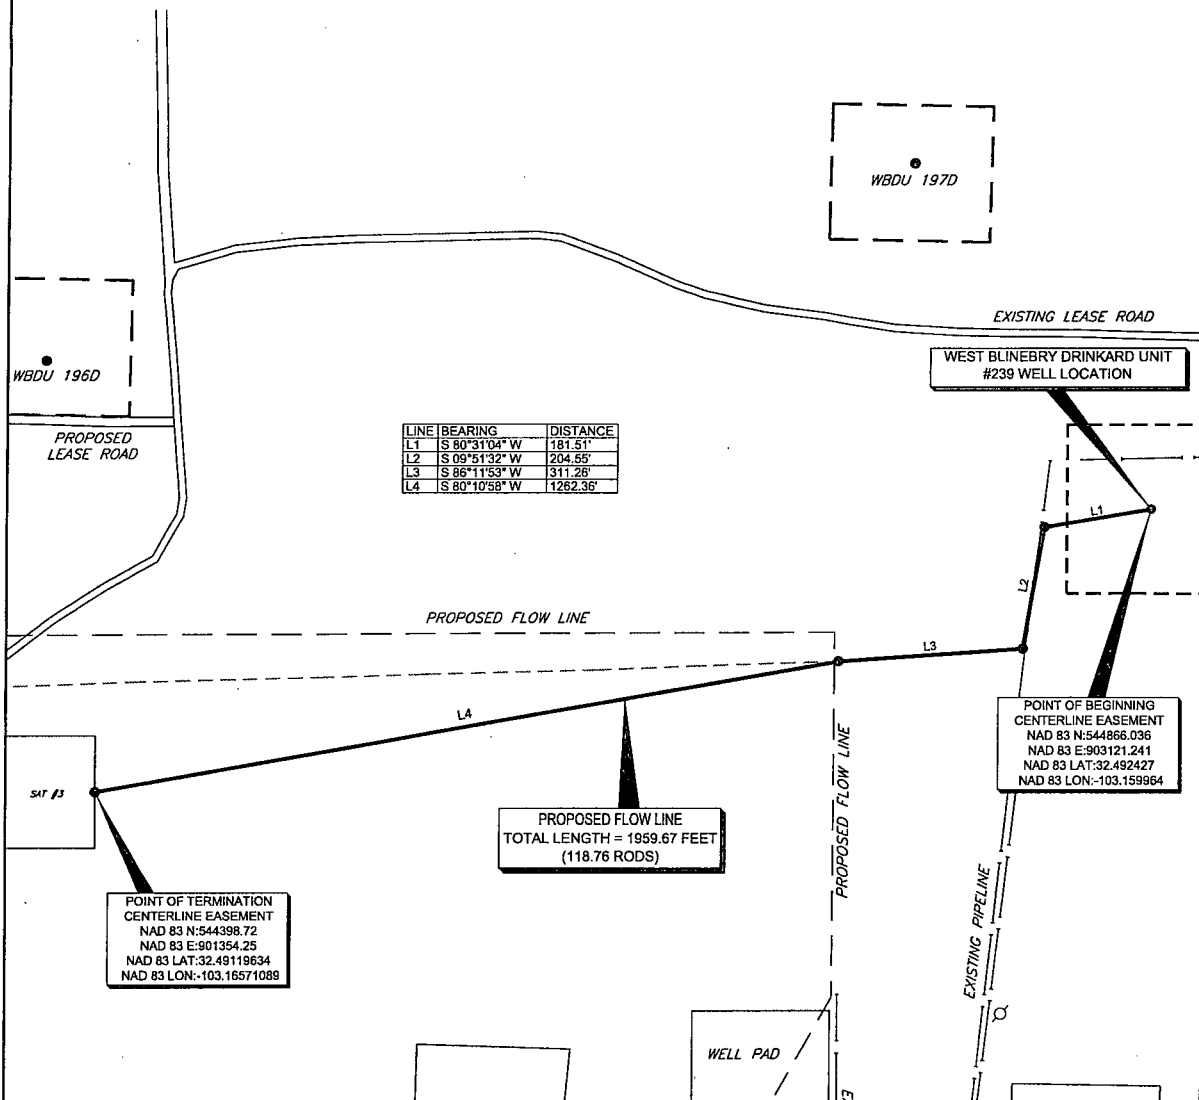 WBDU 197D
EXISTING LEASE ROAD
WEST BLINEBRY DRINKARD UNIT
#239 WELL LOCATION
WBDU 196D
PROPOSED
LEASE ROAD
LINE BEARING DISTANCE
L1 S 80°31'04" W 181.51'
L2 S 09°51'32" W 204.55'
L3 S 86°11'53" W 311.26'
L4 S 80°10'58" W 1262.36'
L1
L2
PROPOSED FLOW LINE
L3
L4
POINT OF BEGINNING
CENTERLINE EASEMENT
NAD 83 N:544866.036
NAD 83 E:903121.241
NAD 83 LAT:32.492427
NAD 83 LON:-103.159964
SAT #3
PROPOSED FLOW LINE
TOTAL LENGTH = 1959.67 FEET
(118.76 RODS)
PROPOSED FLOW LINE
POINT OF TERMINATION
CENTERLINE EASEMENT
NAD 83 N:544398.72
NAD 83 E:901354.25
NAD 83 LAT:32.49119634
NAD 83 LON:-103.16571089
EXISTING PIPELINE
WELL PAD